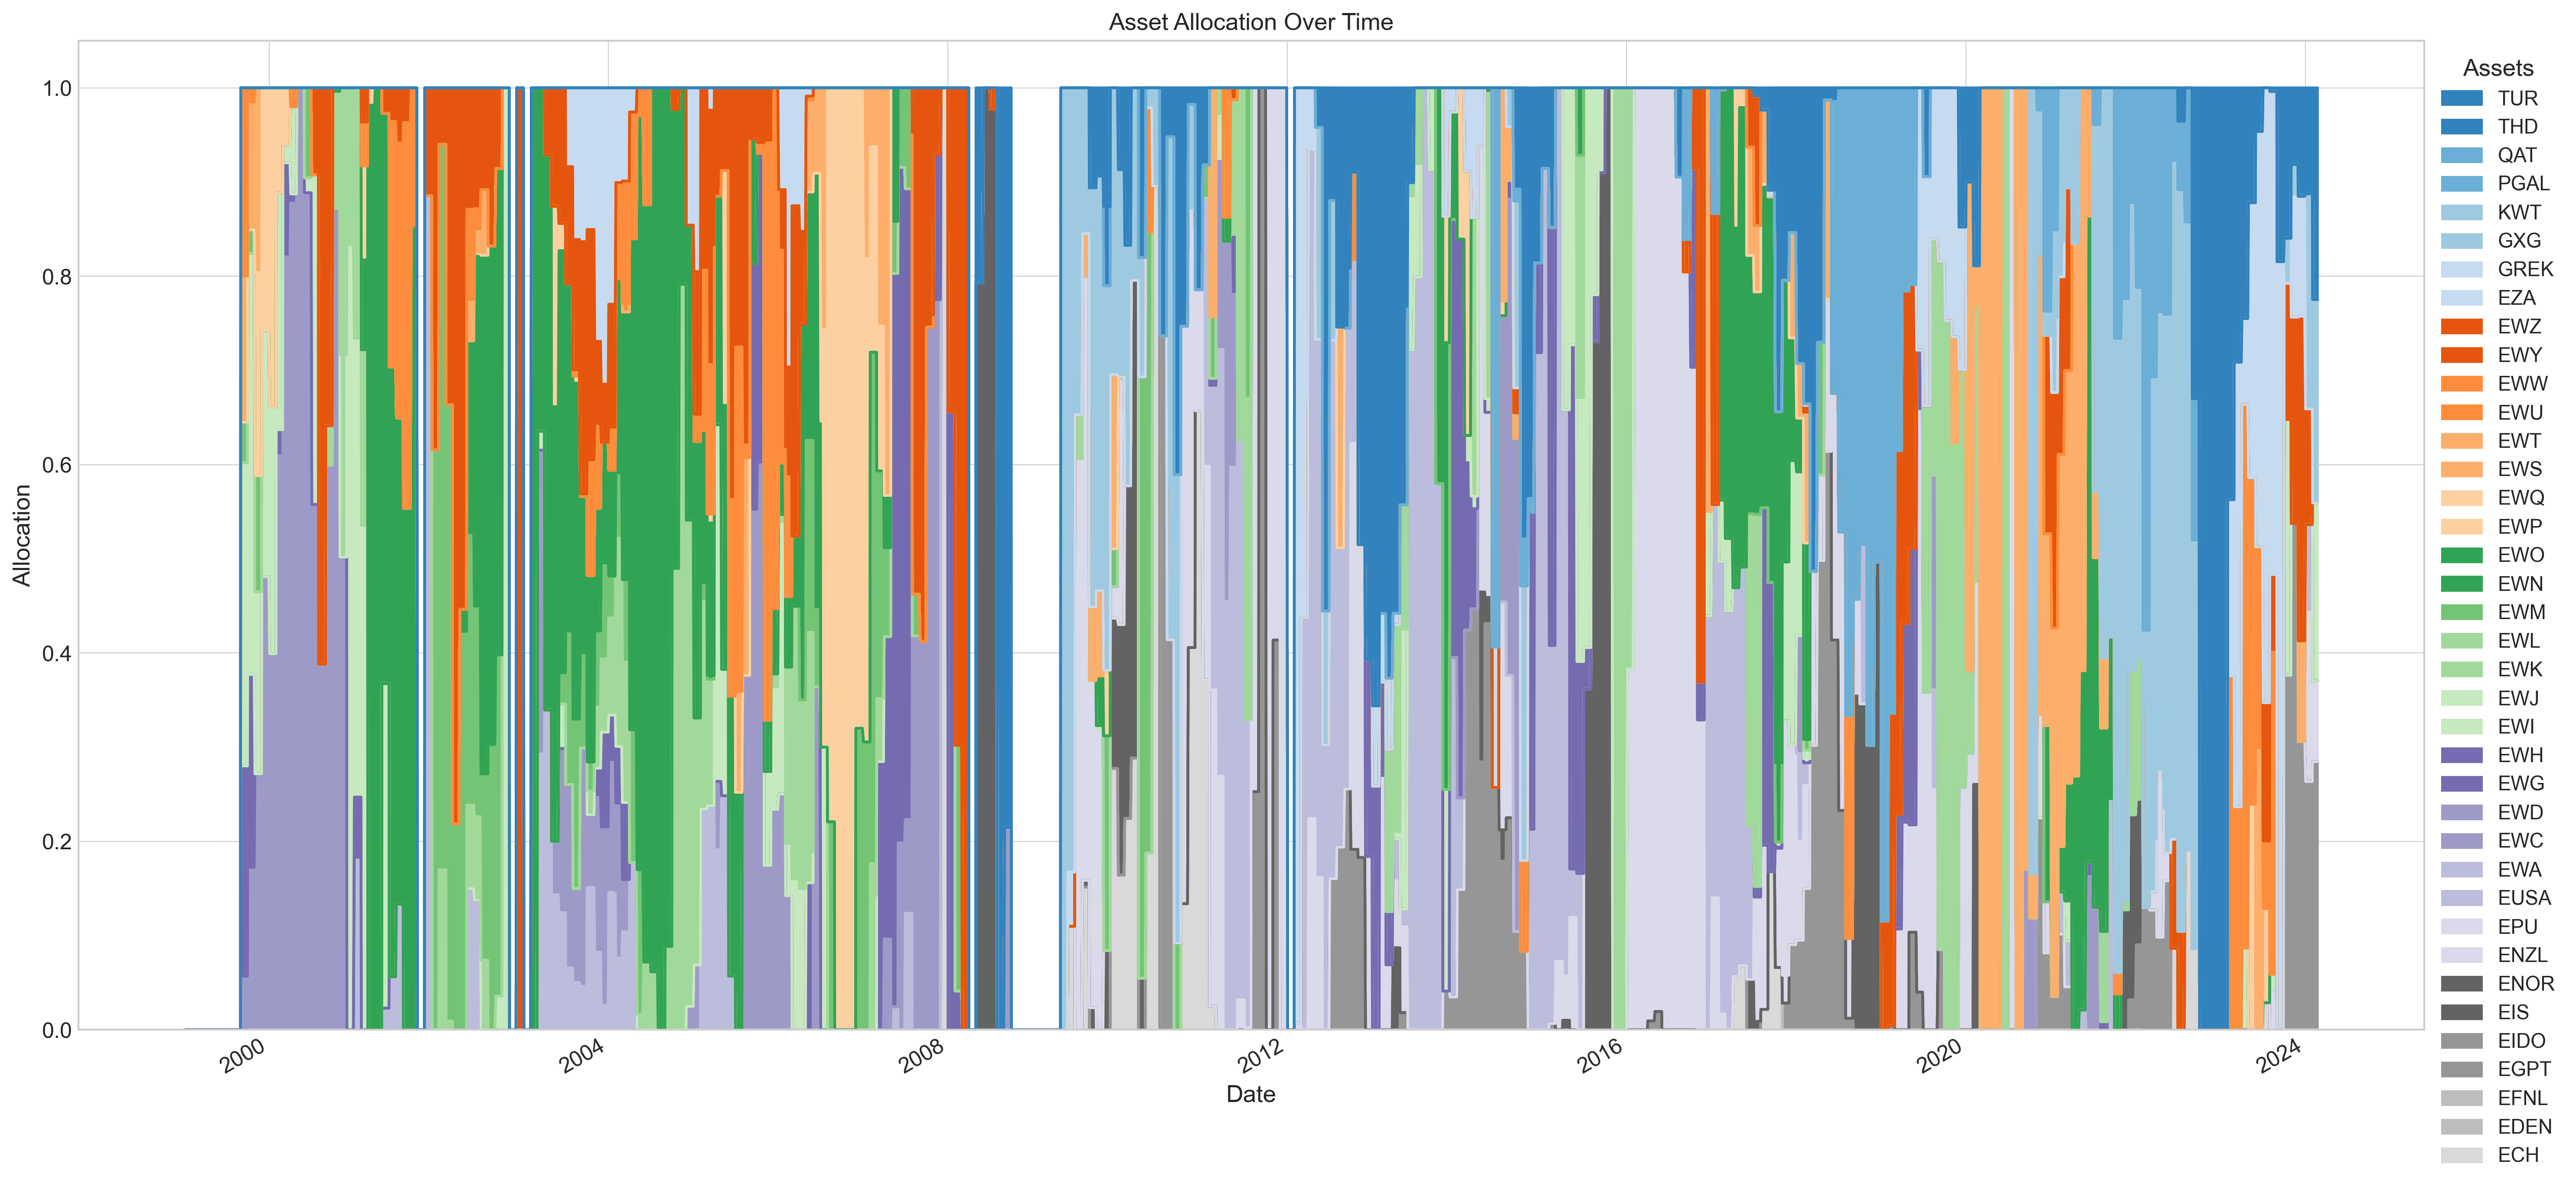 Asset Allocation Over Time
Allocation
1.0
0.8
0.6
0.4
0.2
0.0
2000
2004
2008
2012
2016
2020
2024
Date
Assets
TUR
THD
QAT
PGAL
KWT
GXG
GREK
EZA
EWZ
EWY
EWW
EWU
EWT
EWS
EWQ
EWP
EWO
EWN
EWM
EWL
EWK
EWJ
EWI
EWH
EWG
EWD
EWC
EWA
EUSA
EPU
ENZL
ENOR
EIS
EIDO
EGPT
EFNL
EDEN
ECH